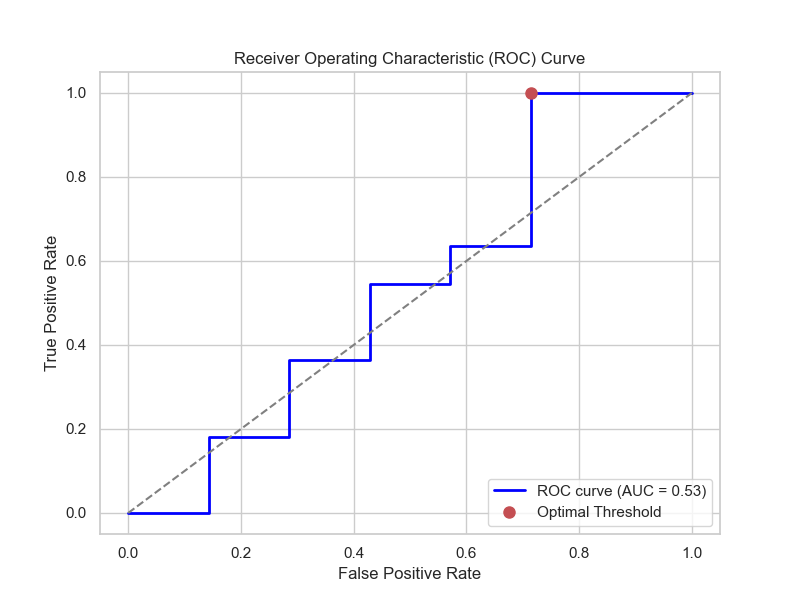 Receiver Operating Characteristic (ROC) Curve
True Positive Rate
1.0
0.8
0.6
0.4
0.2
0.0
0.0 0.2 0.4 0.6 0.8 1.0
False Positive Rate
ROC curve (AUC = 0.53)
Optimal Threshold